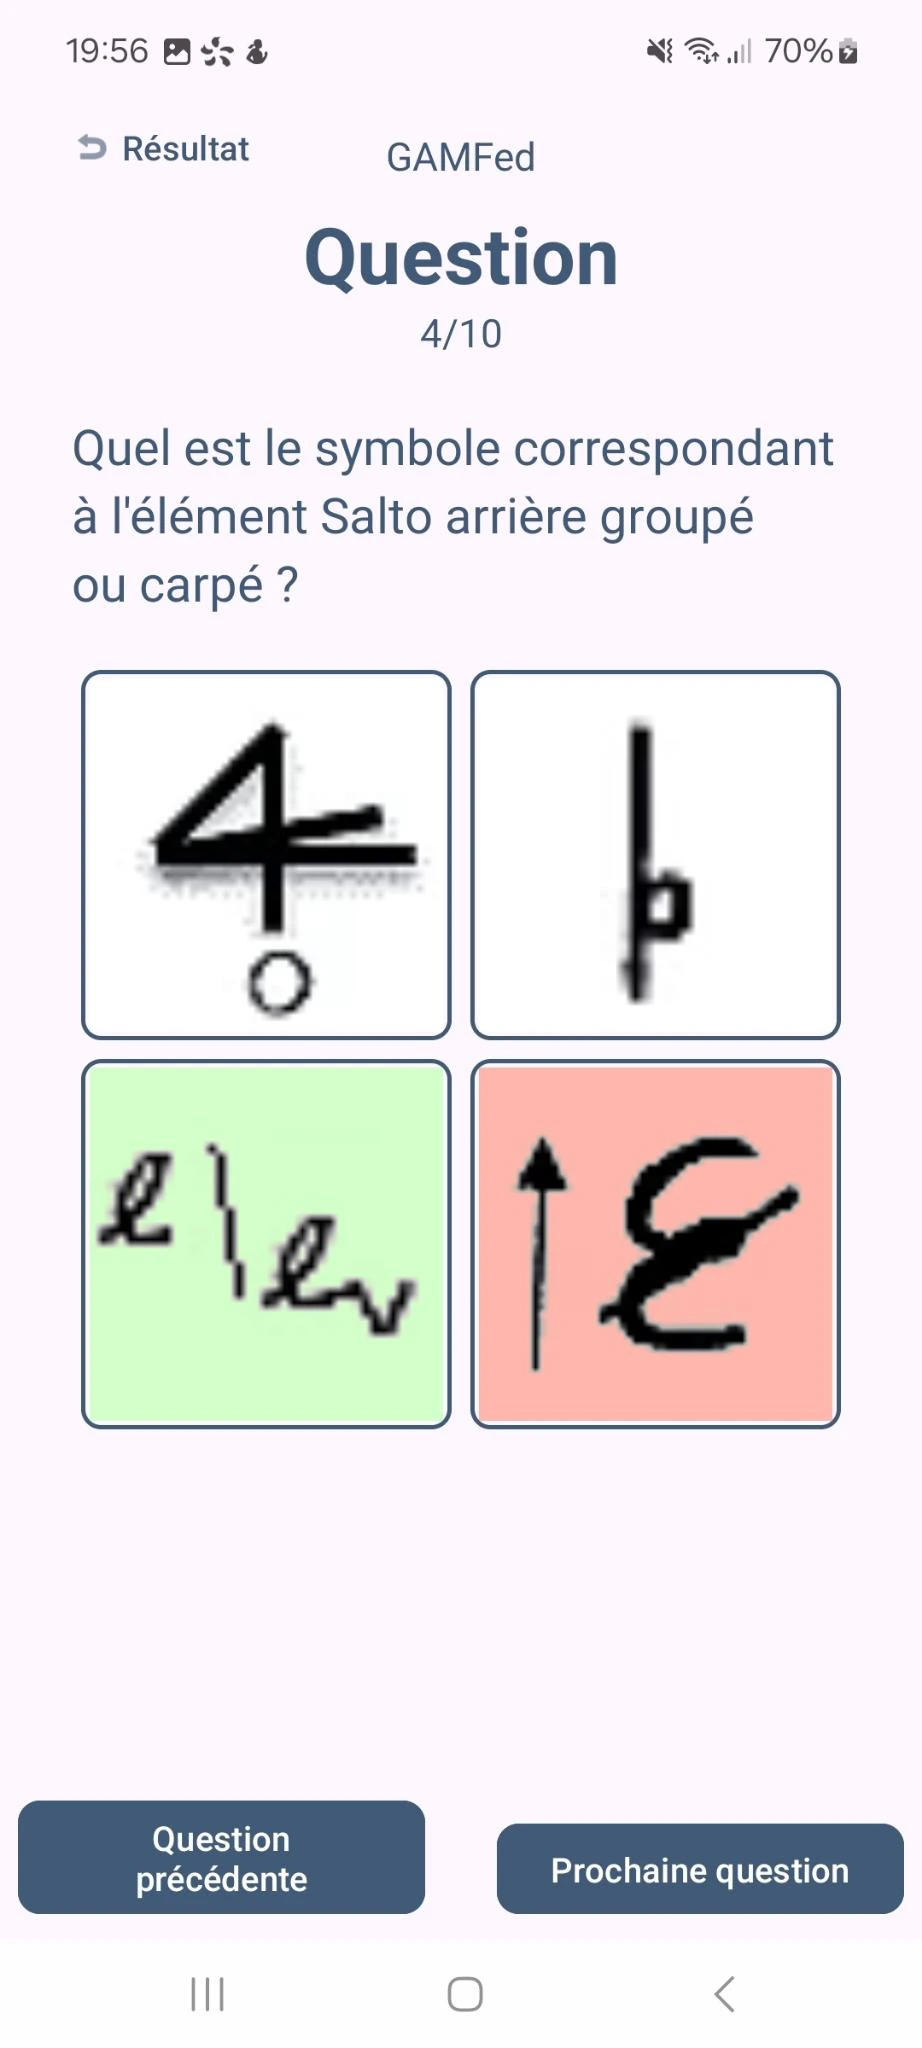 19:56
70%
Résultat
GAMFed
Question
4/10
Quel est le symbole correspondant
à l'élément Salto arrière groupé
ou carpé ?
Question
précédente
Prochaine question